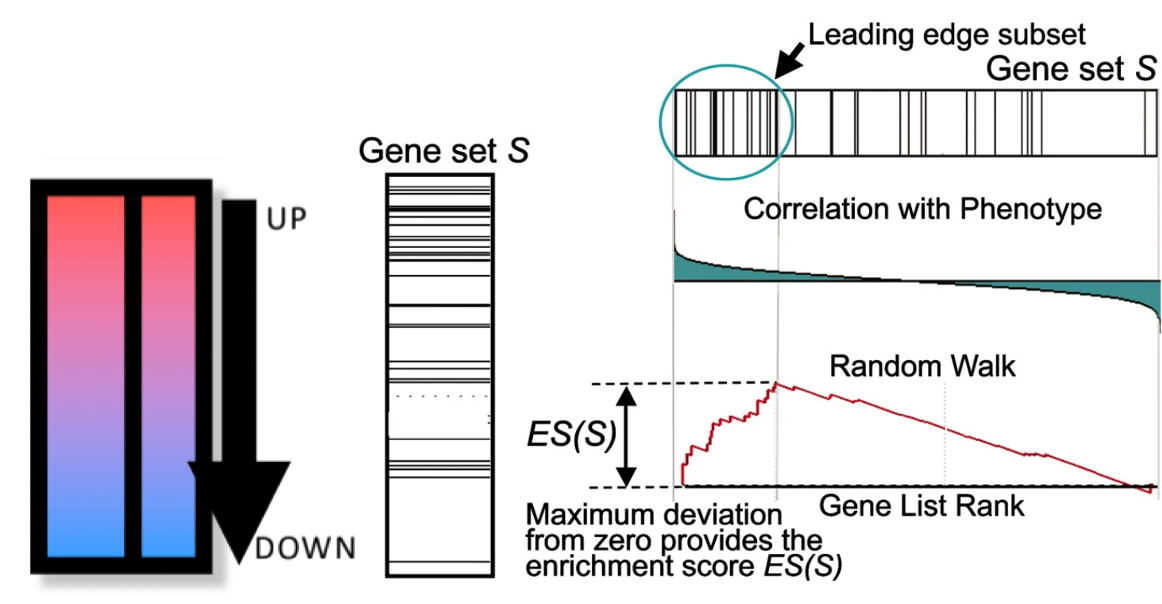 Leading edge subset
Gene set S
Gene set S
UP
Correlation with Phenotype
Random Walk
ES(S)
DOWN
Gene List Rank
Maximum deviation
from zero provides the
enrichment score ES(S)